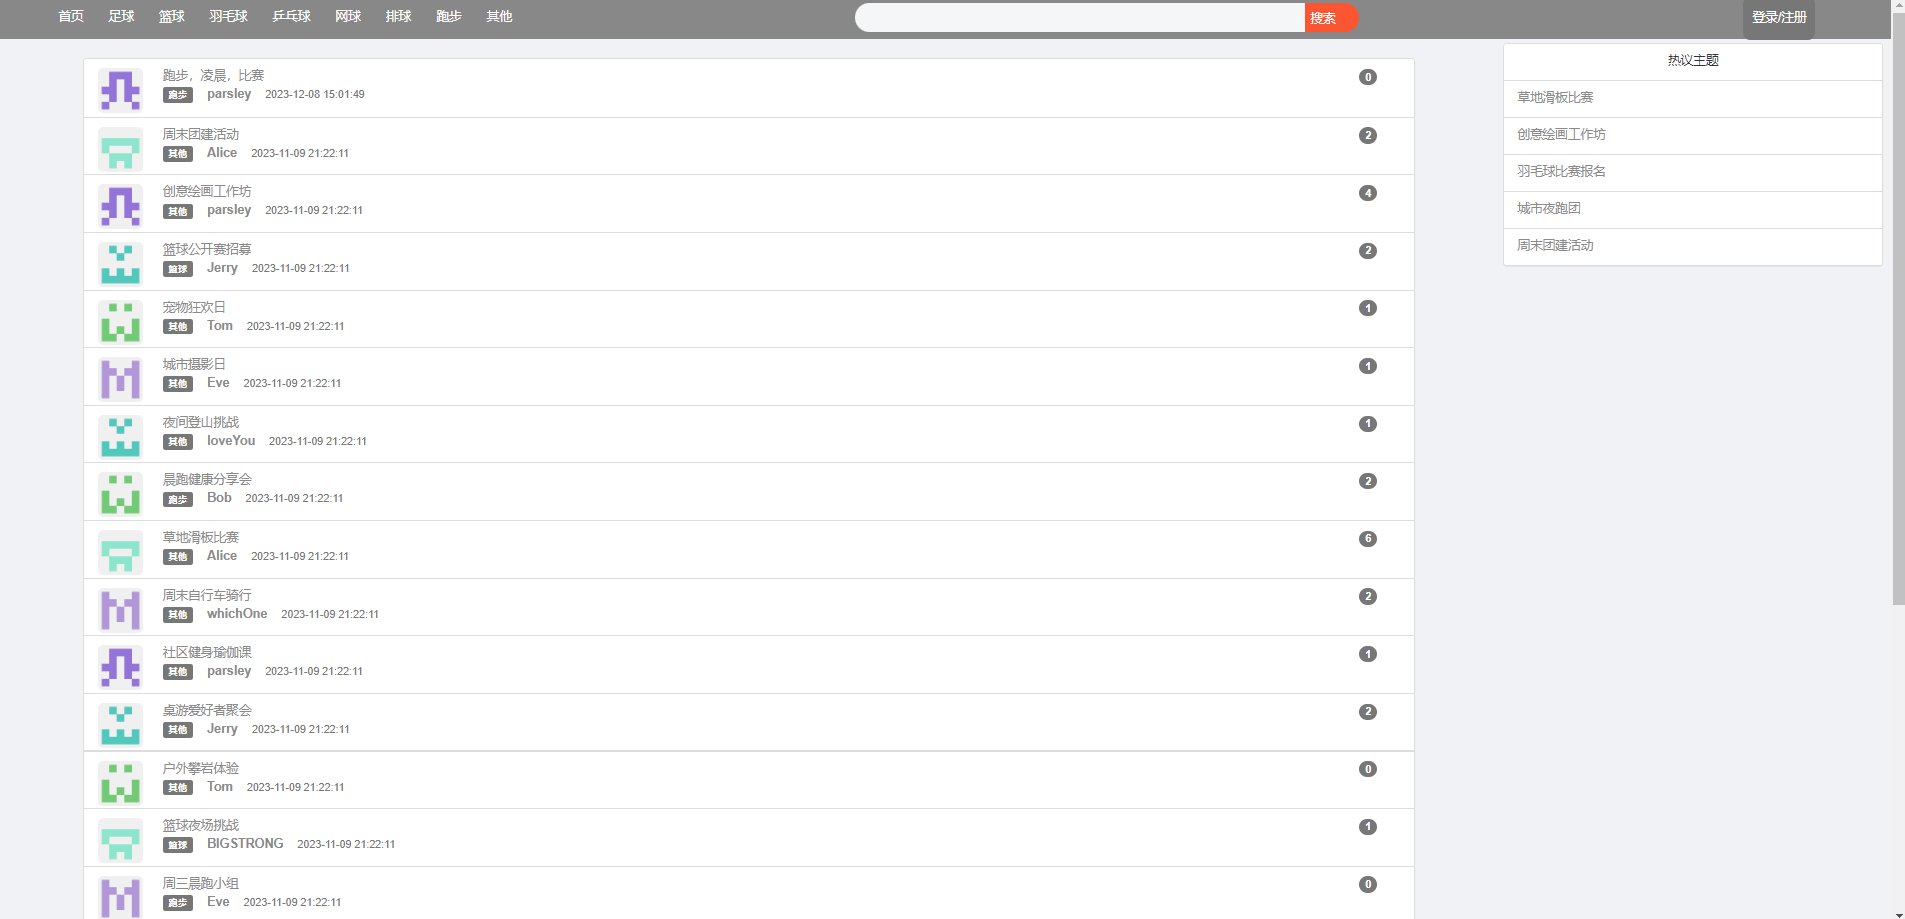 首页 足球 篮球 羽毛球 乒乓球 网球 排球 跑步 其他 搜索 登录/注册
跑步，凌晨，比赛 0
跑步 parsley 2023-12-08 15:01:49
周末团建活动 2
其他 Alice 2023-11-09 21:22:11
创意绘画工作坊 4
其他 parsley 2023-11-09 21:22:11
篮球公开赛招募 2
篮球 Jerry 2023-11-09 21:22:11
宠物狂欢日 1
其他 Tom 2023-11-09 21:22:11
城市摄影日 1
其他 Eve 2023-11-09 21:22:11
夜间登山挑战 1
其他 loveYou 2023-11-09 21:22:11
晨跑健康分享会 2
跑步 Bob 2023-11-09 21:22:11
草地滑板比赛 6
其他 Alice 2023-11-09 21:22:11
周末自行车骑行 2
其他 whichOne 2023-11-09 21:22:11
社区健身瑜伽课 1
其他 parsley 2023-11-09 21:22:11
桌游爱好者聚会 2
其他 Jerry 2023-11-09 21:22:11
户外攀岩体验 0
其他 Tom 2023-11-09 21:22:11
篮球夜场挑战 1
篮球 BIGSTRONG 2023-11-09 21:22:11
周三晨跑小组 0
跑步 Eve 2023-11-09 21:22:11
热议主题
草地滑板比赛
创意绘画工作坊
羽毛球比赛报名
城市夜跑团
周末团建活动